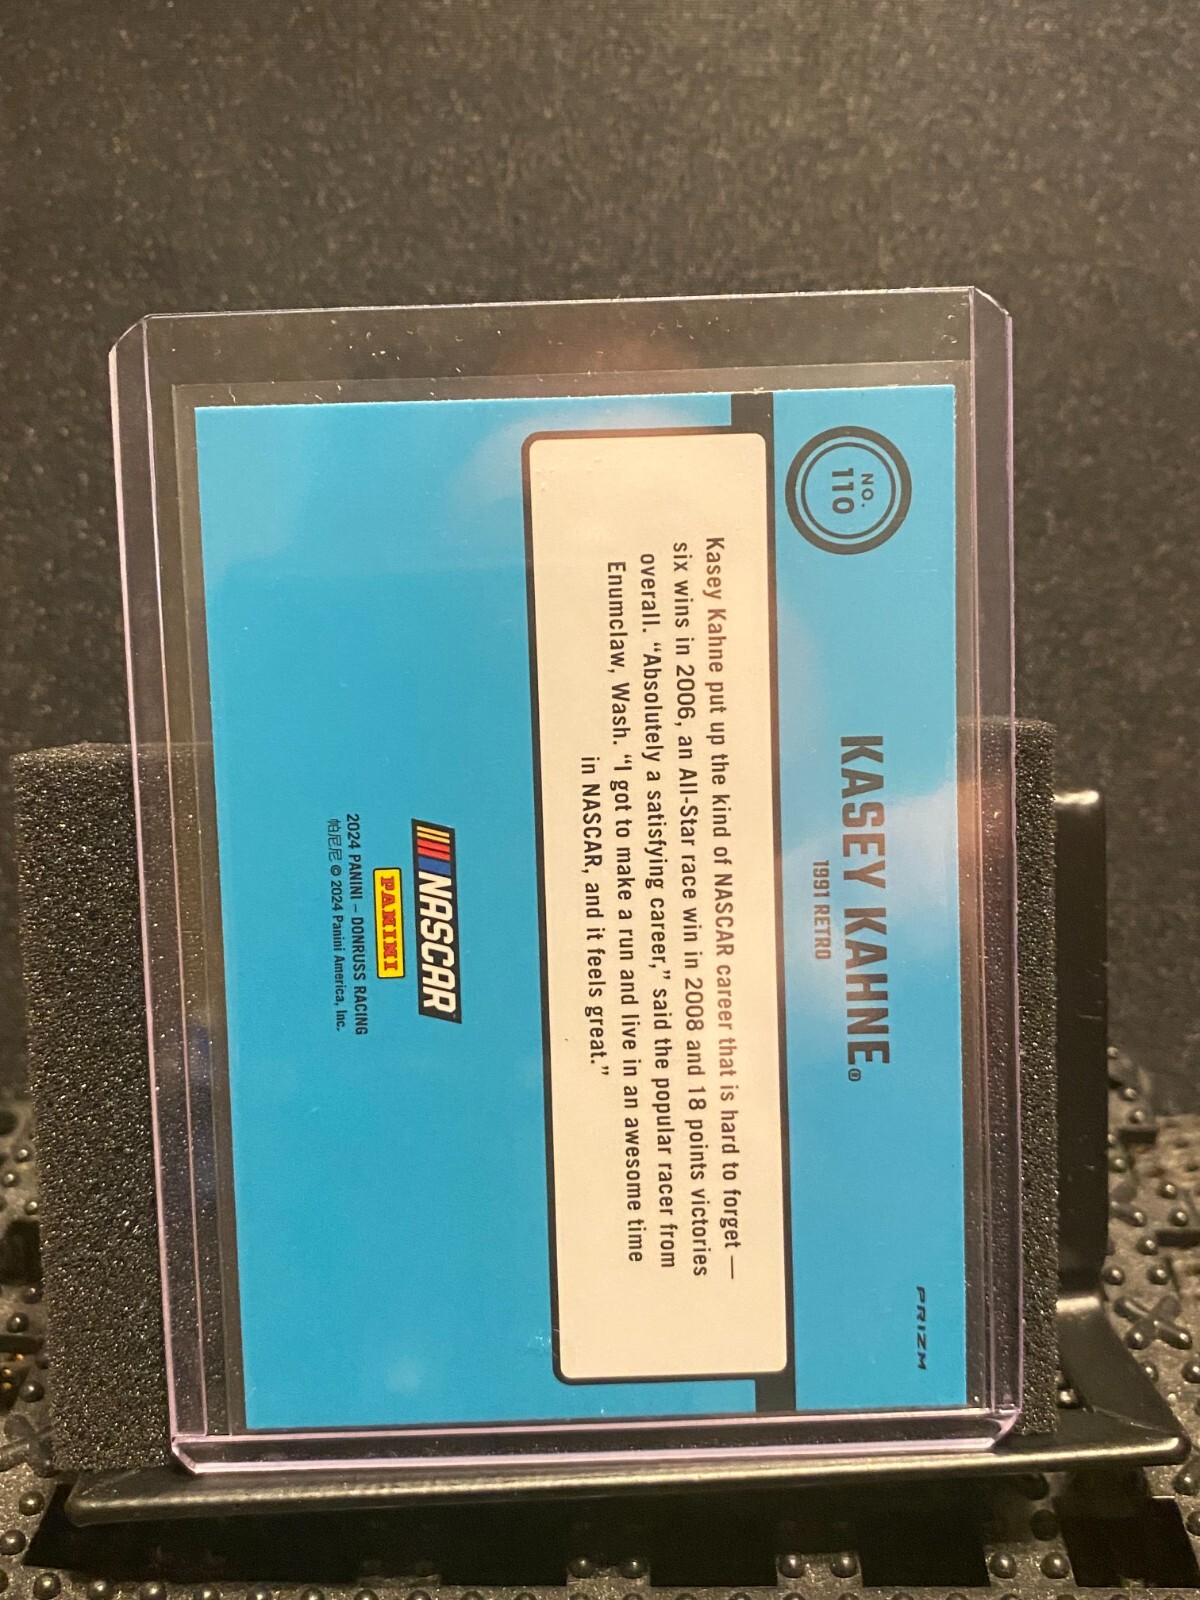 PRIZM
NO.
110
KASEY KAHNE®
1991 RETRO
Kasey Kahne put up the kind of NASCAR career that is hard to forget —
six wins in 2006, an All-Star race win in 2008 and 18 points victories
overall. “Absolutely a satisfying career,” said the popular racer from
Enumclaw, Wash. “I got to make a run and live in an awesome time
in NASCAR, and it feels great.”
NASCAR
PANINI
2024 PANINI – DONRUSS RACING
帕尼尼 © 2024 Panini America, Inc.